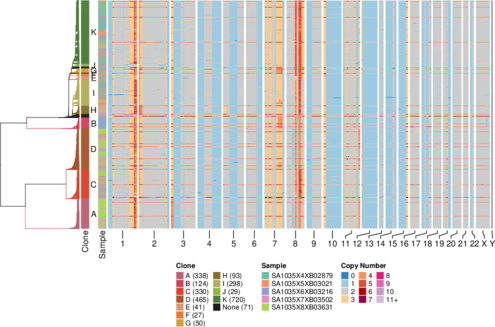 K
J
G
E
I
H
B
D
C
A
Clone
Sample
1 2 3 4 5 6 7 8 9 10 11 12 13 14 15 16 17 18 19 20 21 22 X Y
Clone
A (338)
B (124)
C (330)
D (465)
E (41)
F (27)
G (50)
H (93)
I (298)
J (29)
K (720)
None (71)
Sample
SA1035X4XB02879
SA1035X5XB03021
SA1035X6XB03216
SA1035X7XB03502
SA1035X8XB03631
Copy Number
0
1
2
3
4
5
6
7
8
9
10
11+